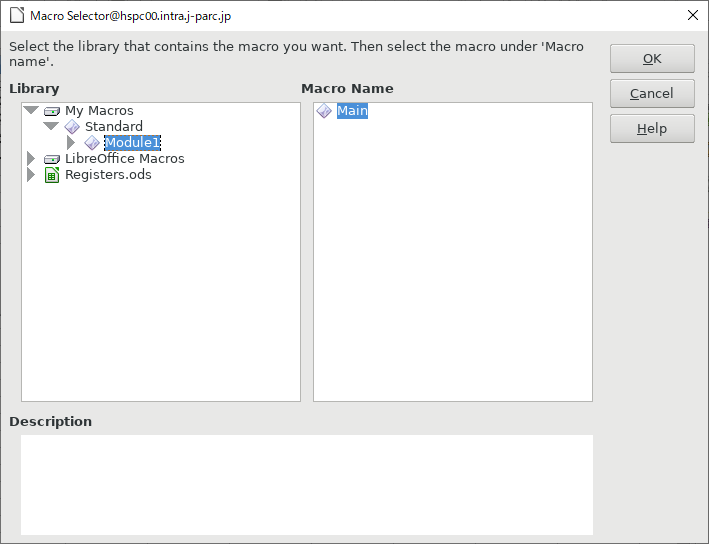 Macro Selector@hspc00.intra.j-parc.jp
Select the library that contains the macro you want. Then select the macro under 'Macro
name'.
OK
Cancel
Help
Library
Macro Name
My Macros
Standard
Module1
LibreOffice Macros
Registers.ods
Main
Description